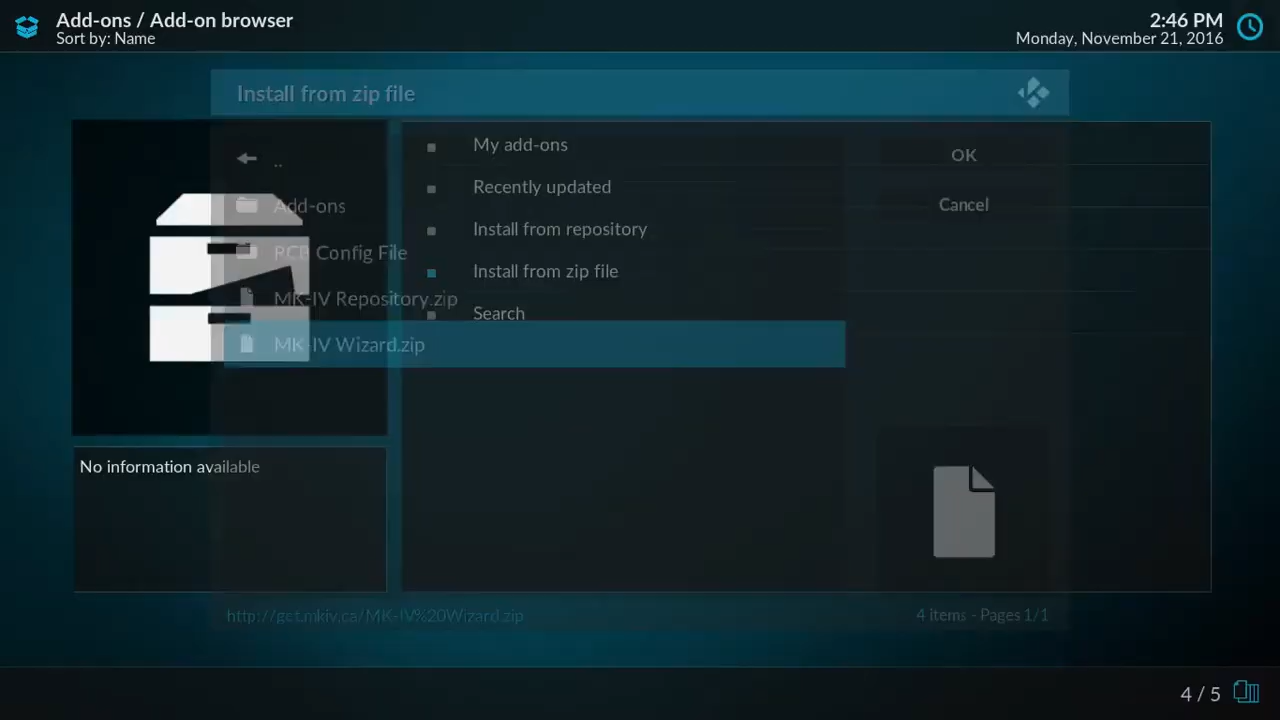 Add-ons / Add-on browser
Sort by: Name
2:46 PM
Monday, November 21, 2016
Install from zip file
..
Add-ons
PCB Config File
MK-IV Repository.zip
MK-IV Wizard.zip
My add-ons
Recently updated
Install from repository
Install from zip file
Search
OK
Cancel
No information available
http://get.mkiv.ca/MK-IV%20Wizard.zip
4 items - Pages 1/1
4 / 5